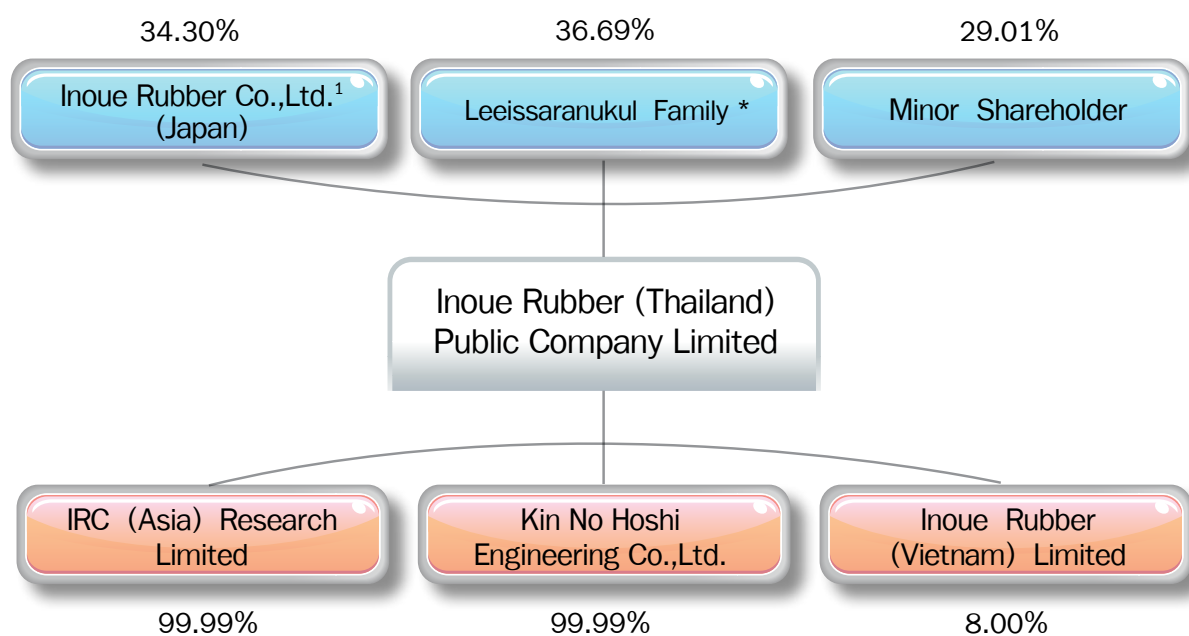 34.30%
36.69%
29.01%
Inoue Rubber Co.,Ltd.¹
(Japan)
Leeissaranukul Family *
Minor Shareholder
Inoue Rubber (Thailand)
Public Company Limited
IRC (Asia) Research
Limited
Kin No Hoshi
Engineering Co.,Ltd.
Inoue Rubber
(Vietnam) Limited
99.99%
99.99%
8.00%